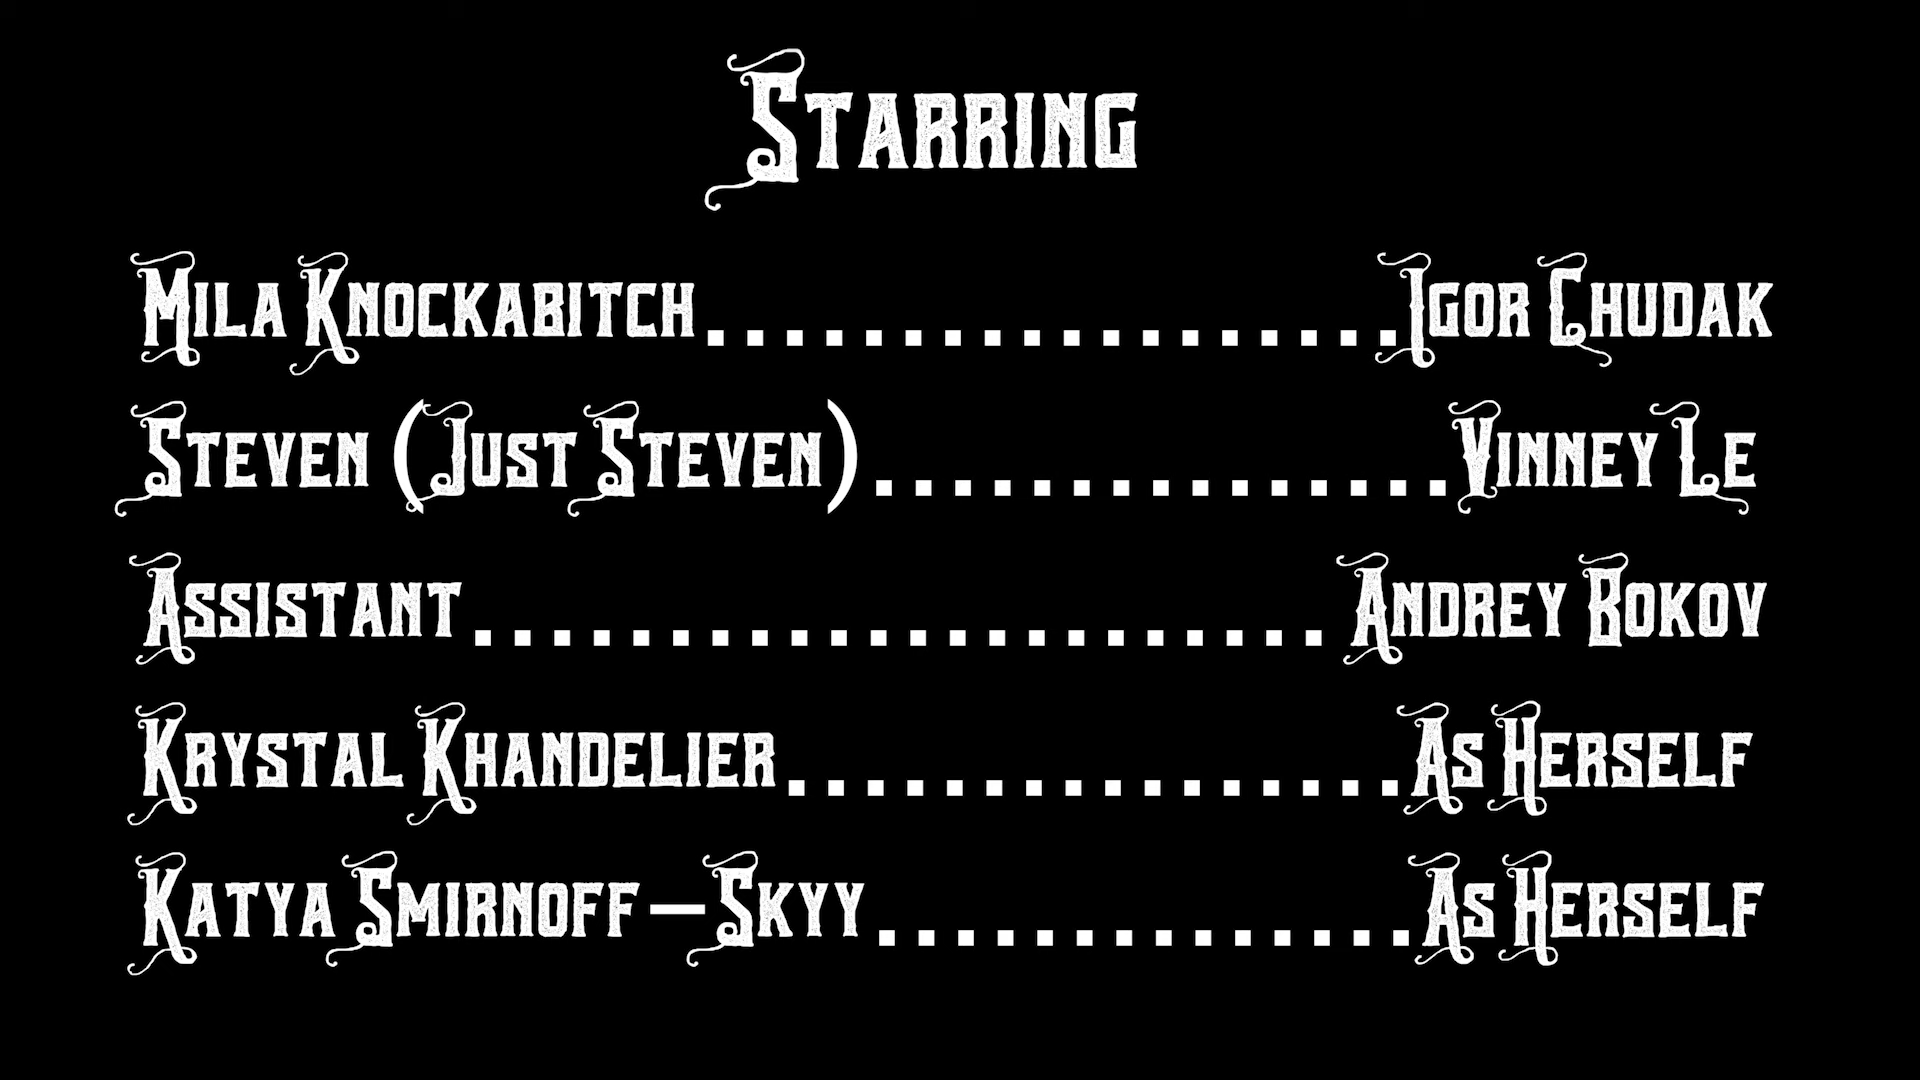 Starring
Mila Knockabitch..................Igor Chudak
Steven (Just Steven)...............Vinney Le
Assistant...................... Andrey Bokov
Krystal Khandelier................As Herself
Katya Smirnoff-Skyy..............As Herself